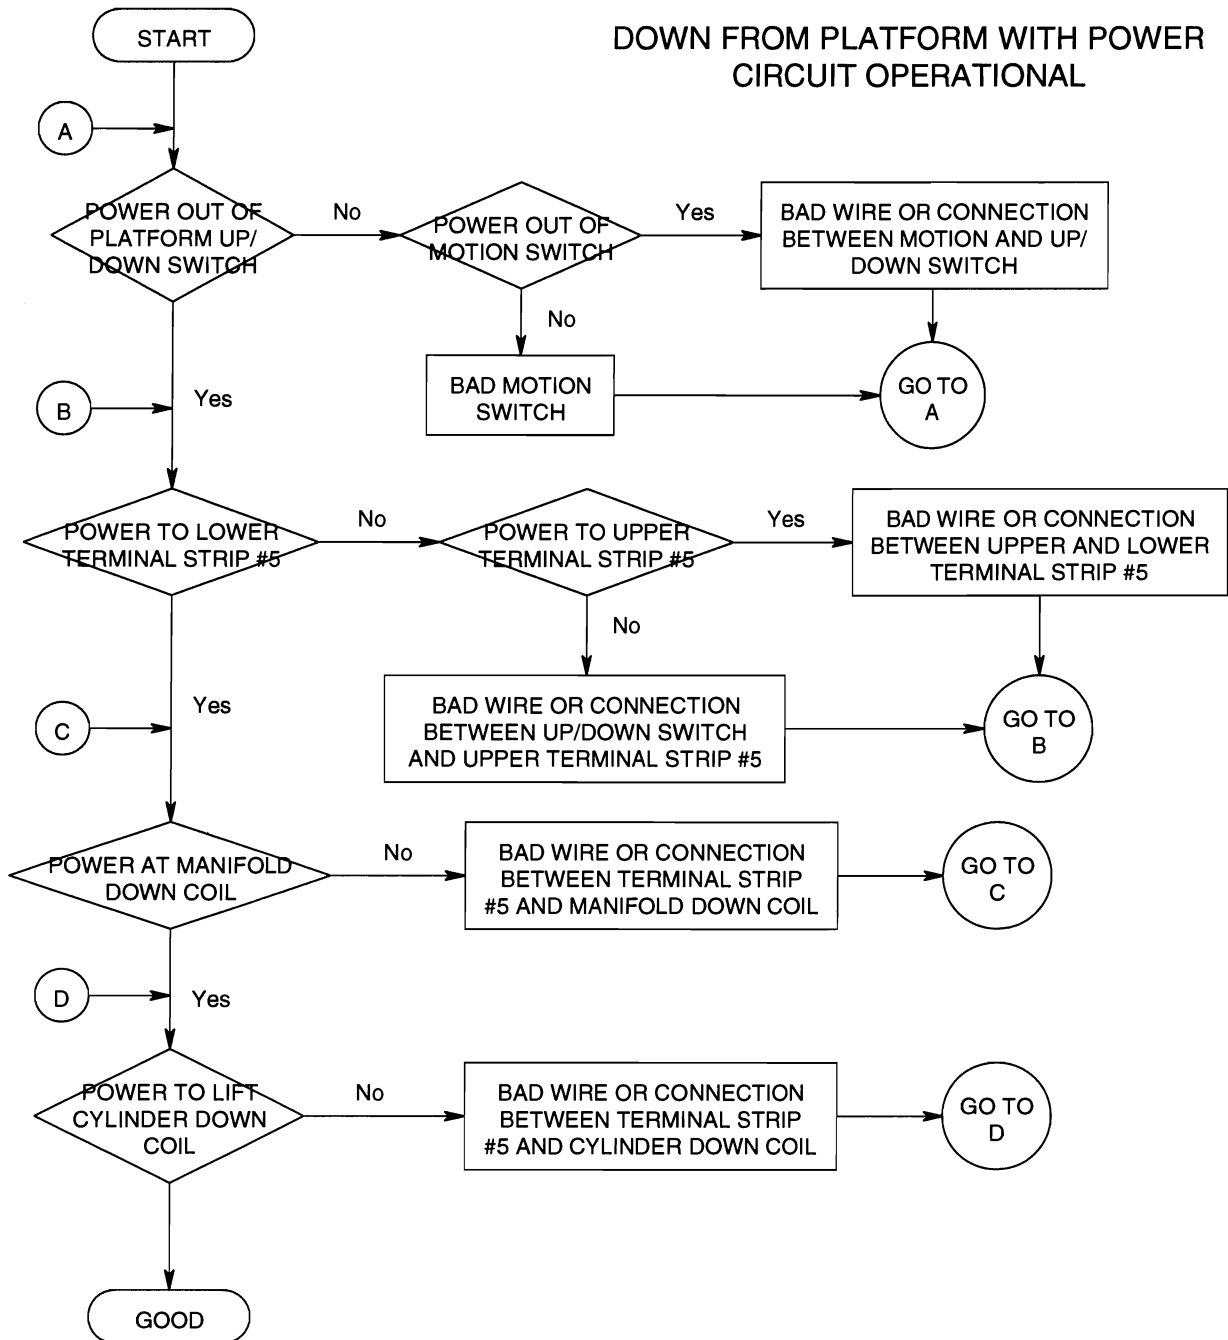 START
DOWN FROM PLATFORM WITH POWER
CIRCUIT OPERATIONAL
A
POWER OUT OF
PLATFORM UP/
DOWN SWITCH
No
POWER OUT OF
MOTION SWITCH
Yes
BAD WIRE OR CONNECTION
BETWEEN MOTION AND UP/
DOWN SWITCH
No
B
Yes
BAD MOTION
SWITCH
GO TO
A
POWER TO LOWER
TERMINAL STRIP #5
No
POWER TO UPPER
TERMINAL STRIP #5
Yes
BAD WIRE OR CONNECTION
BETWEEN UPPER AND LOWER
TERMINAL STRIP #5
No
C
Yes
BAD WIRE OR CONNECTION
BETWEEN UP/DOWN SWITCH
AND UPPER TERMINAL STRIP #5
GO TO
B
POWER AT MANIFOLD
DOWN COIL
No
BAD WIRE OR CONNECTION
BETWEEN TERMINAL STRIP
#5 AND MANIFOLD DOWN COIL
GO TO
C
D
Yes
POWER TO LIFT
CYLINDER DOWN
COIL
No
BAD WIRE OR CONNECTION
BETWEEN TERMINAL STRIP
#5 AND CYLINDER DOWN COIL
GO TO
D
GOOD